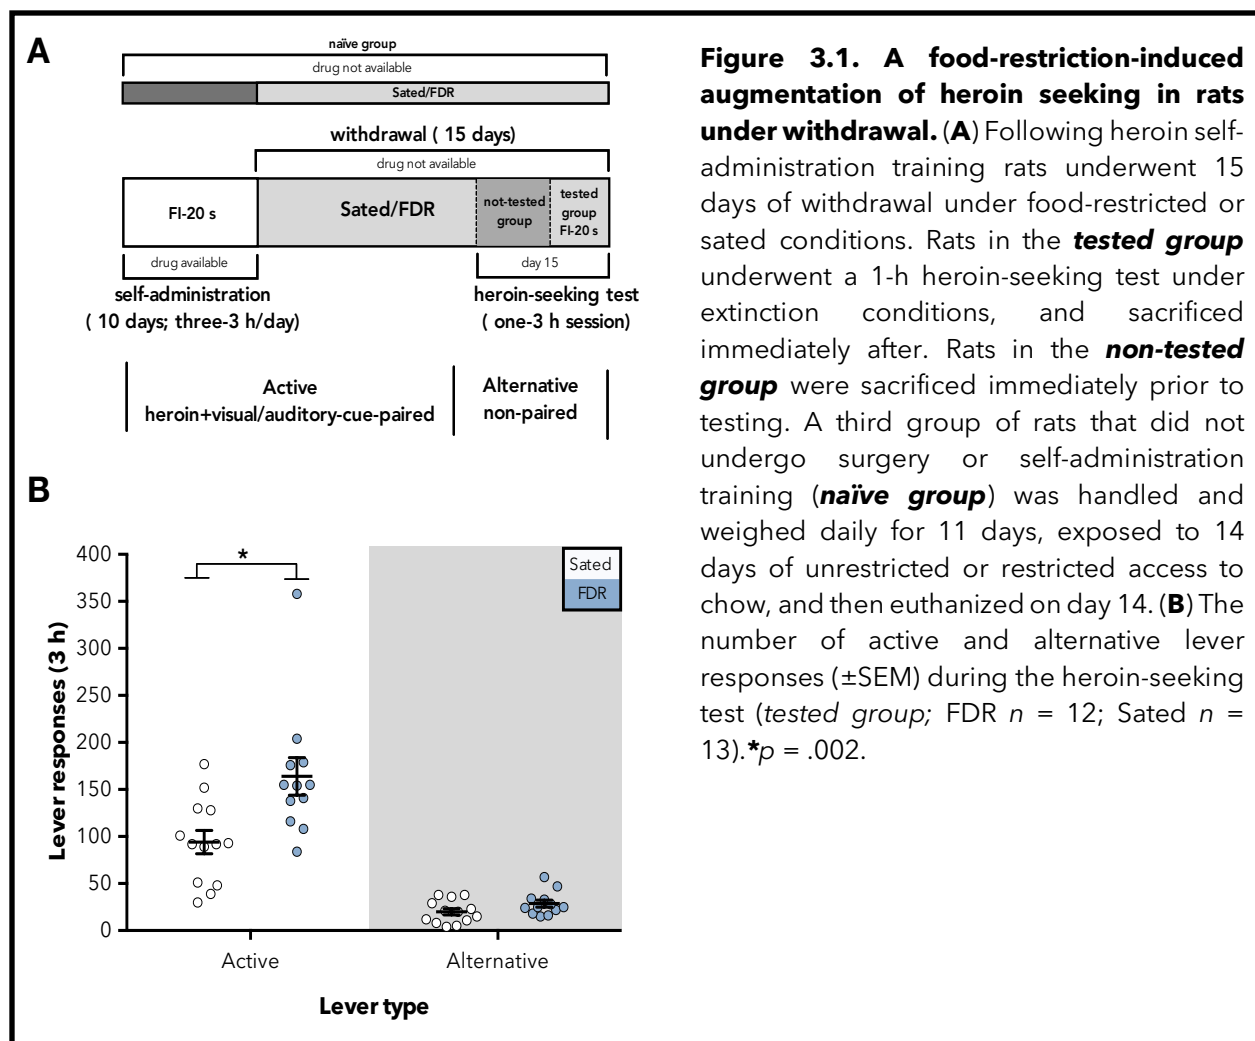 A
naïve group
drug not available
Sated/FDR
withdrawal ( 15 days)
drug not available
FI-20 s
Sated/FDR
not-tested
group
tested
group
FI-20 s
drug available
day 15
self-administration
( 10 days; three-3 h/day)
heroin-seeking test
( one-3 h session)
Active
heroin+visual/auditory-cue-paired
Alternative
non-paired
B
400
350
300
250
200
150
100
50
0
Lever responses (3 h)
*
Sated
FDR
Active
Alternative
Lever type
Figure 3.1. A food-restriction-induced
augmentation of heroin seeking in rats
under withdrawal. (A) Following heroin self-
administration training rats underwent 15
days of withdrawal under food-restricted or
sated conditions. Rats in the tested group
underwent a 1-h heroin-seeking test under
extinction conditions, and sacrificed
immediately after. Rats in the non-tested
group were sacrificed immediately prior to
testing. A third group of rats that did not
undergo surgery or self-administration
training (naïve group) was handled and
weighed daily for 11 days, exposed to 14
days of unrestricted or restricted access to
chow, and then euthanized on day 14. (B) The
number of active and alternative lever
responses (±SEM) during the heroin-seeking
test (tested group; FDR n = 12; Sated n =
13).*p = .002.